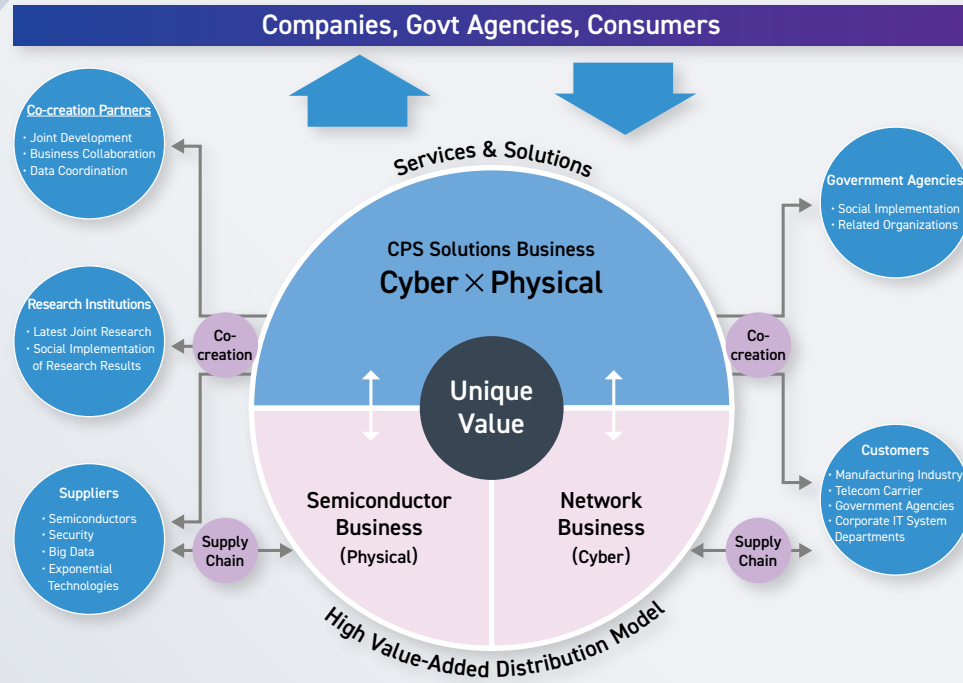 Companies, Govt Agencies, Consumers
Co-creation Partners
・Joint Development
・Business Collaboration
・Data Coordination
Research Institutions
・Latest Joint Research
・Social Implementation
of Research Results
Suppliers
・Semiconductors
・Security
・Big Data
・Exponential
Technologies
Co-
creation
Supply
Chain
Services & Solutions
CPS Solutions Business
Cyber×Physical
Unique
Value
Semiconductor
Business
(Physical)
Network
Business
(Cyber)
High Value-Added Distribution Model
Co-
creation
Supply
Chain
Government Agencies
・Social Implementation
・Related Organizations
Customers
・Manufacturing Industry
・Telecom Carrier
・Government Agencies
・Corporate IT System
Departments